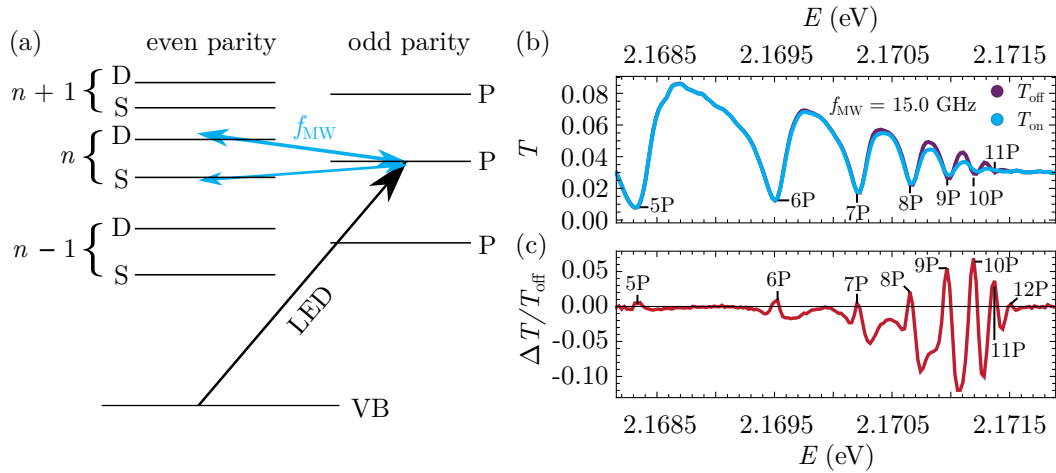 (a)
even parity
odd parity
n + 1
D
S
P
n
D
S
f_MW
P
n − 1
D
S
P
LED
VB
(b)
E (eV)
2.1685 2.1695 2.1705 2.1715
T
0.08
0.06
0.04
0.02
0.00
f_MW = 15.0 GHz
T_off
T_on
5P
6P
7P
8P
9P
10P
11P
(c)
ΔT/T_off
0.05
0.00
-0.05
-0.10
5P
6P
7P
8P
9P
10P
11P
12P
2.1685 2.1695 2.1705 2.1715
E (eV)